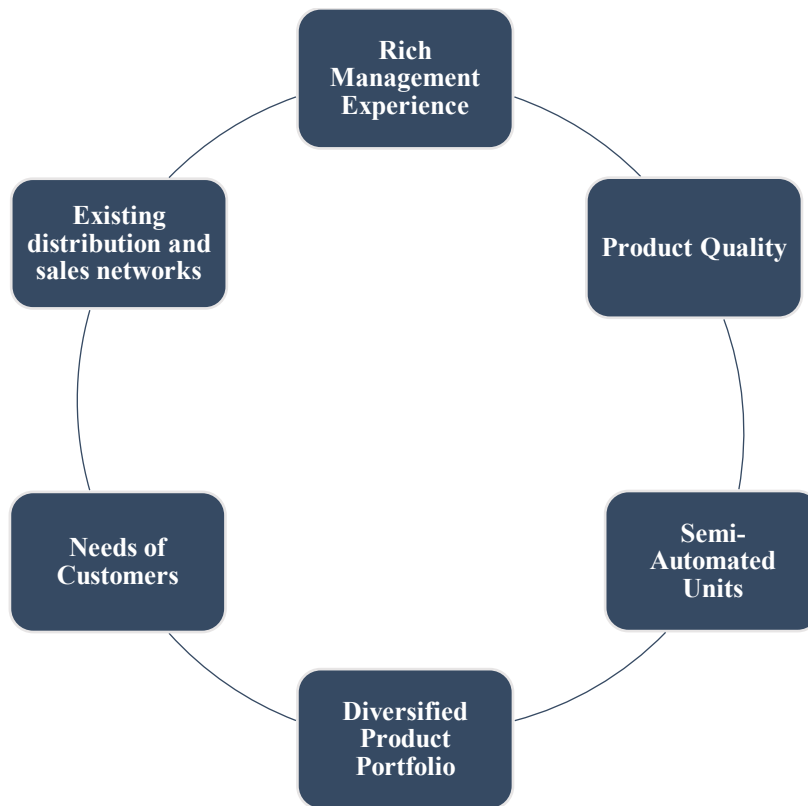 Rich
Management
Experience
Product Quality
Semi-
Automated
Units
Diversified
Product
Portfolio
Needs of
Customers
Existing
distribution and
sales networks